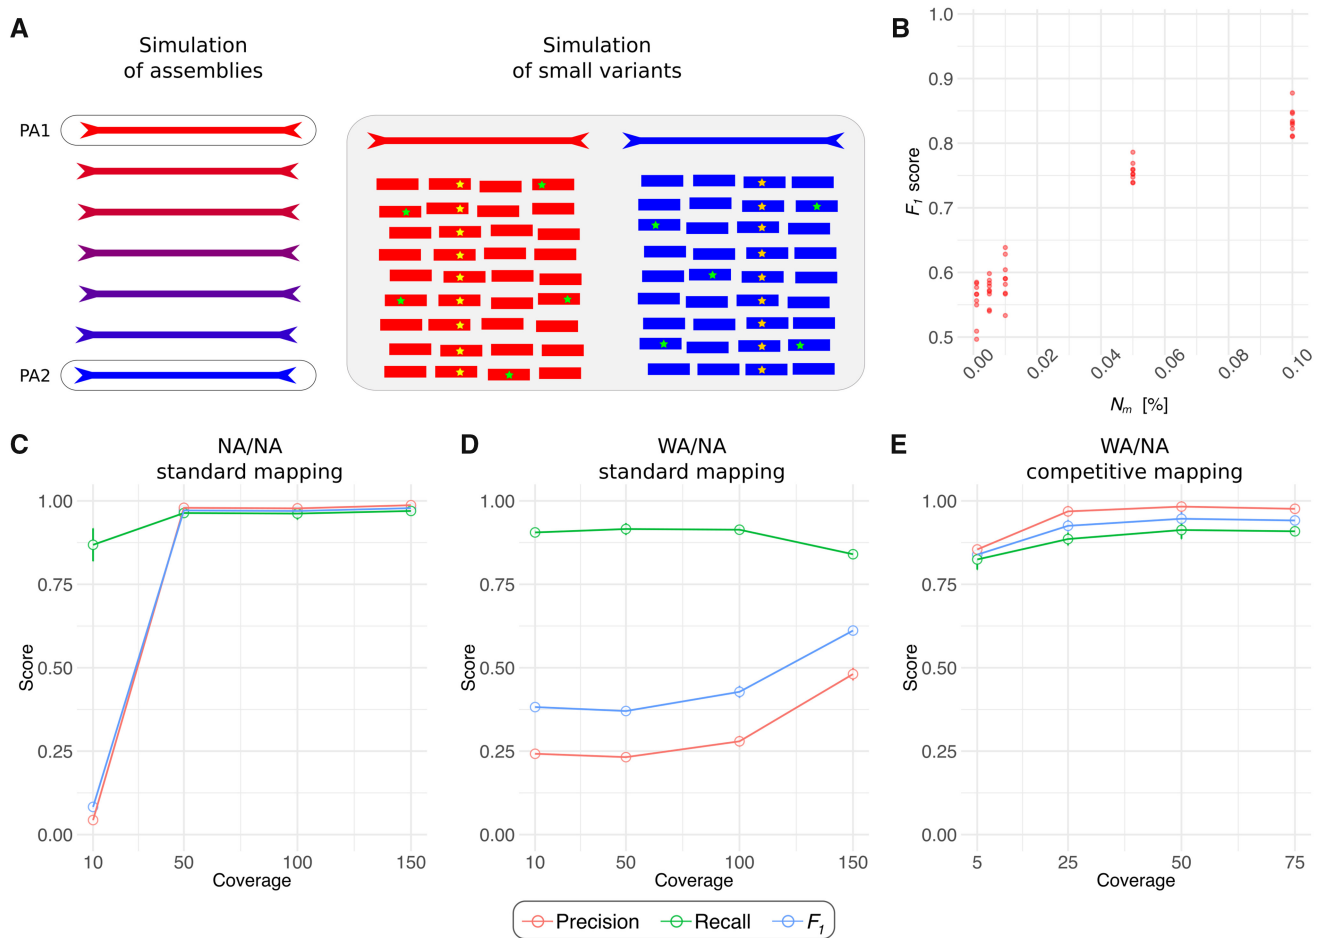 A
Simulation
of assemblies
Simulation
of small variants
PA1
PA2
B
1.0
0.9
0.8
0.7
0.6
0.5
F1 score
0.00
0.02
0.04
0.06
0.08
0.10
Nm [%]
C
NA/NA
standard mapping
1.00
0.75
0.50
0.25
0.00
Score
10
50
100
150
Coverage
D
WA/NA
standard mapping
1.00
0.75
0.50
0.25
0.00
Score
10
50
100
150
Coverage
E
WA/NA
competitive mapping
1.00
0.75
0.50
0.25
0.00
Score
5
25
50
75
Coverage
Precision
Recall
F1